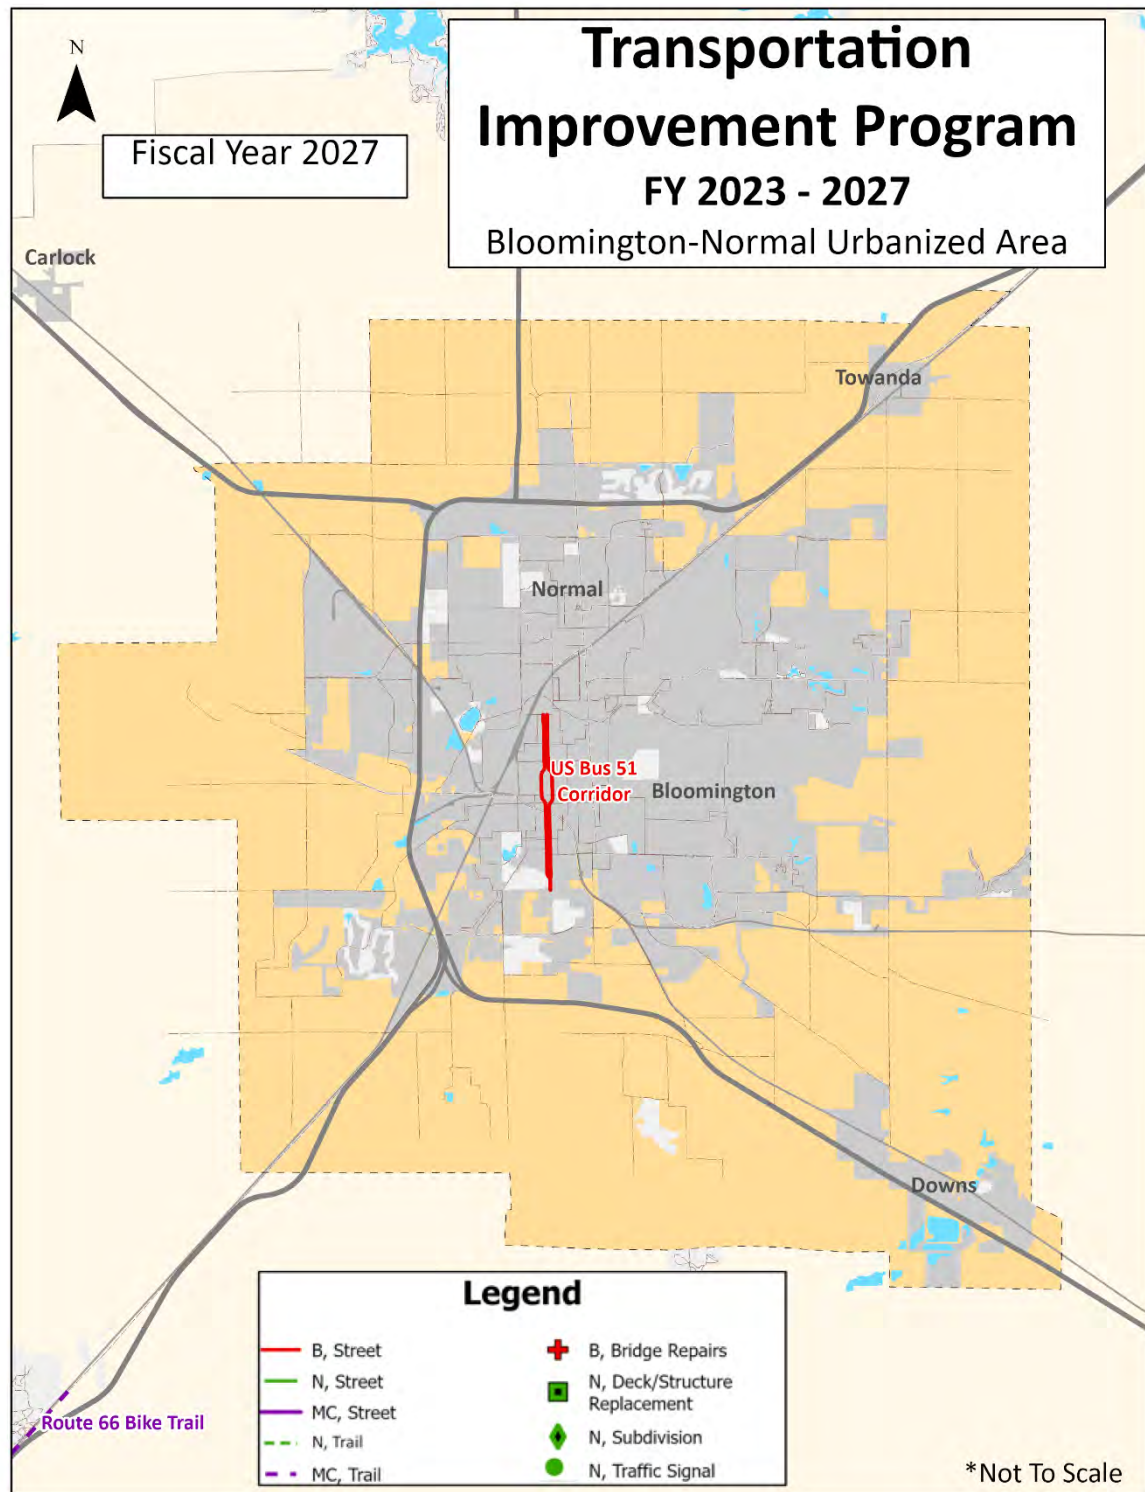 Transportation
Improvement Program
FY 2023 - 2027
Bloomington-Normal Urbanized Area
N
Fiscal Year 2027
Carlock
Towanda
Normal
US Bus 51
Corridor
Bloomington
Downs
Route 66 Bike Trail
Legend
B, Street
N, Street
MC, Street
N, Trail
MC, Trail
B, Bridge Repairs
N, Deck/Structure
Replacement
N, Subdivision
N, Traffic Signal
*Not To Scale